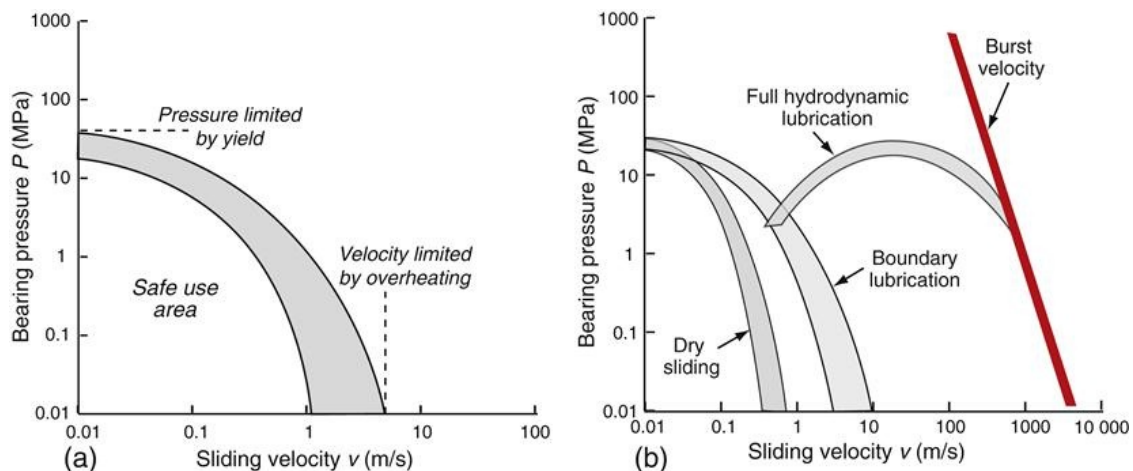 1000
100
10
1
0.1
0.01
Bearing pressure P (MPa)
Pressure limited
by yield
Velocity limited
by overheating
Safe use
area
0.01
0.1
1
10
100
(a)
Sliding velocity v (m/s)
1000
100
10
1
0.1
0.01
Bearing pressure P (MPa)
Burst
velocity
Full hydrodynamic
lubrication
Boundary
lubrication
Dry
sliding
0.01
0.1
1
10
100
1000
10 000
(b)
Sliding velocity v (m/s)